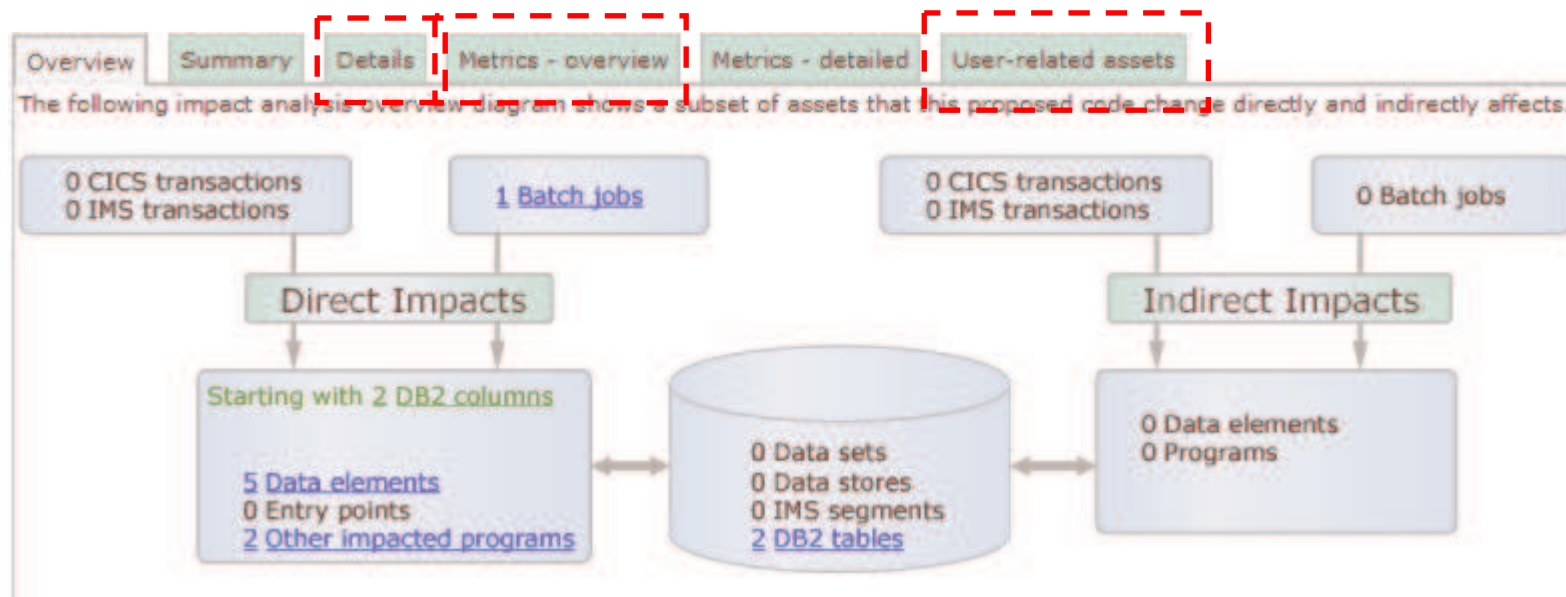 Overview Summary Details Metrics - overview Metrics - detailed User-related assets
The following impact analysis overview diagram shows a subset of assets that this proposed code change directly and indirectly affects
0 CICS transactions
0 IMS transactions
1 Batch jobs
0 CICS transactions
0 IMS transactions
0 Batch jobs
Direct Impacts
Indirect Impacts
Starting with 2 DB2 columns
5 Data elements
0 Entry points
2 Other impacted programs
0 Data sets
0 Data stores
0 IMS segments
2 DB2 tables
0 Data elements
0 Programs